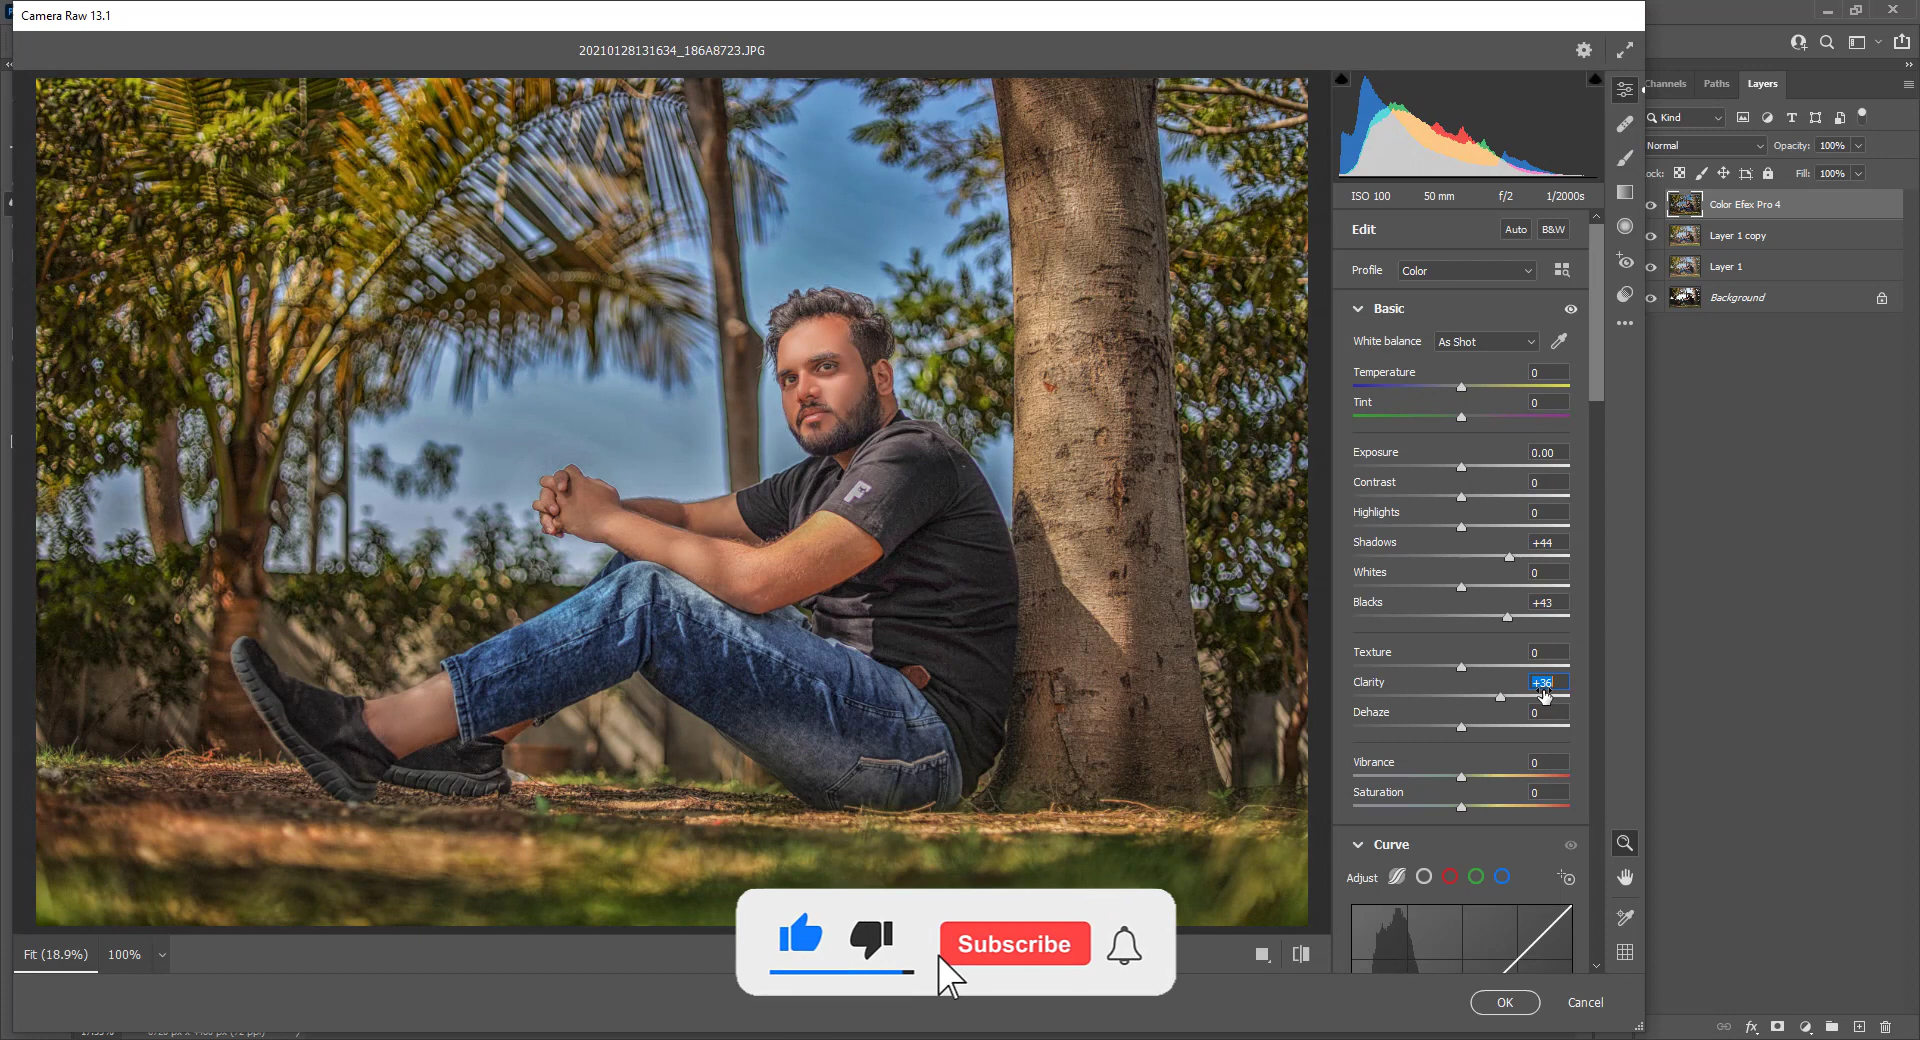 Camera Raw 13.1
20210128131634_186A8723.JPG
ISO 100 50 mm f/2 1/2000s
Edit Auto B&W
Profile Color
Basic
White balance As Shot
Temperature 0
Tint 0
Exposure 0.00
Contrast 0
Highlights 0
Shadows +44
Whites 0
Blacks +43
Texture 0
Clarity +36
Dehaze 0
Vibrance 0
Saturation 0
Curve
Adjust
Fit (18.9%) 100%
OK Cancel
Subscribe
F
Channels Paths Layers
Kind
Normal Opacity: 100%
Fill: 100%
Color Efex Pro 4
Layer 1 copy
Layer 1
Background
fx